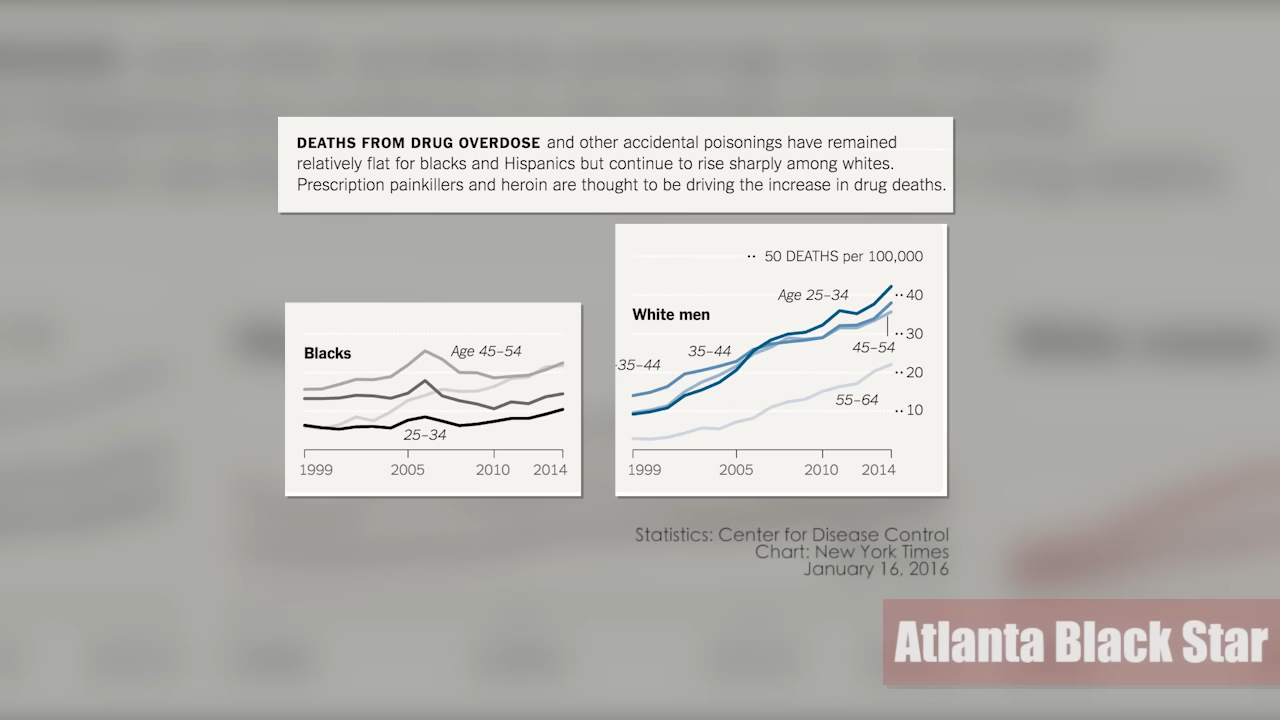 DEATHS FROM DRUG OVERDOSE and other accidental poisonings have remained
relatively flat for blacks and Hispanics but continue to rise sharply among whites.
Prescription painkillers and heroin are thought to be driving the increase in drug deaths.
Blacks
Age 45–54
25–34
1999 2005 2010 2014
50 DEATHS per 100,000
Age 25–34
40
White men
30
45–54
35–44
35–44
20
55–64
10
1999 2005 2010 2014
Statistics: Center for Disease Control
Chart: New York Times
January 16, 2016
Atlanta Black Star